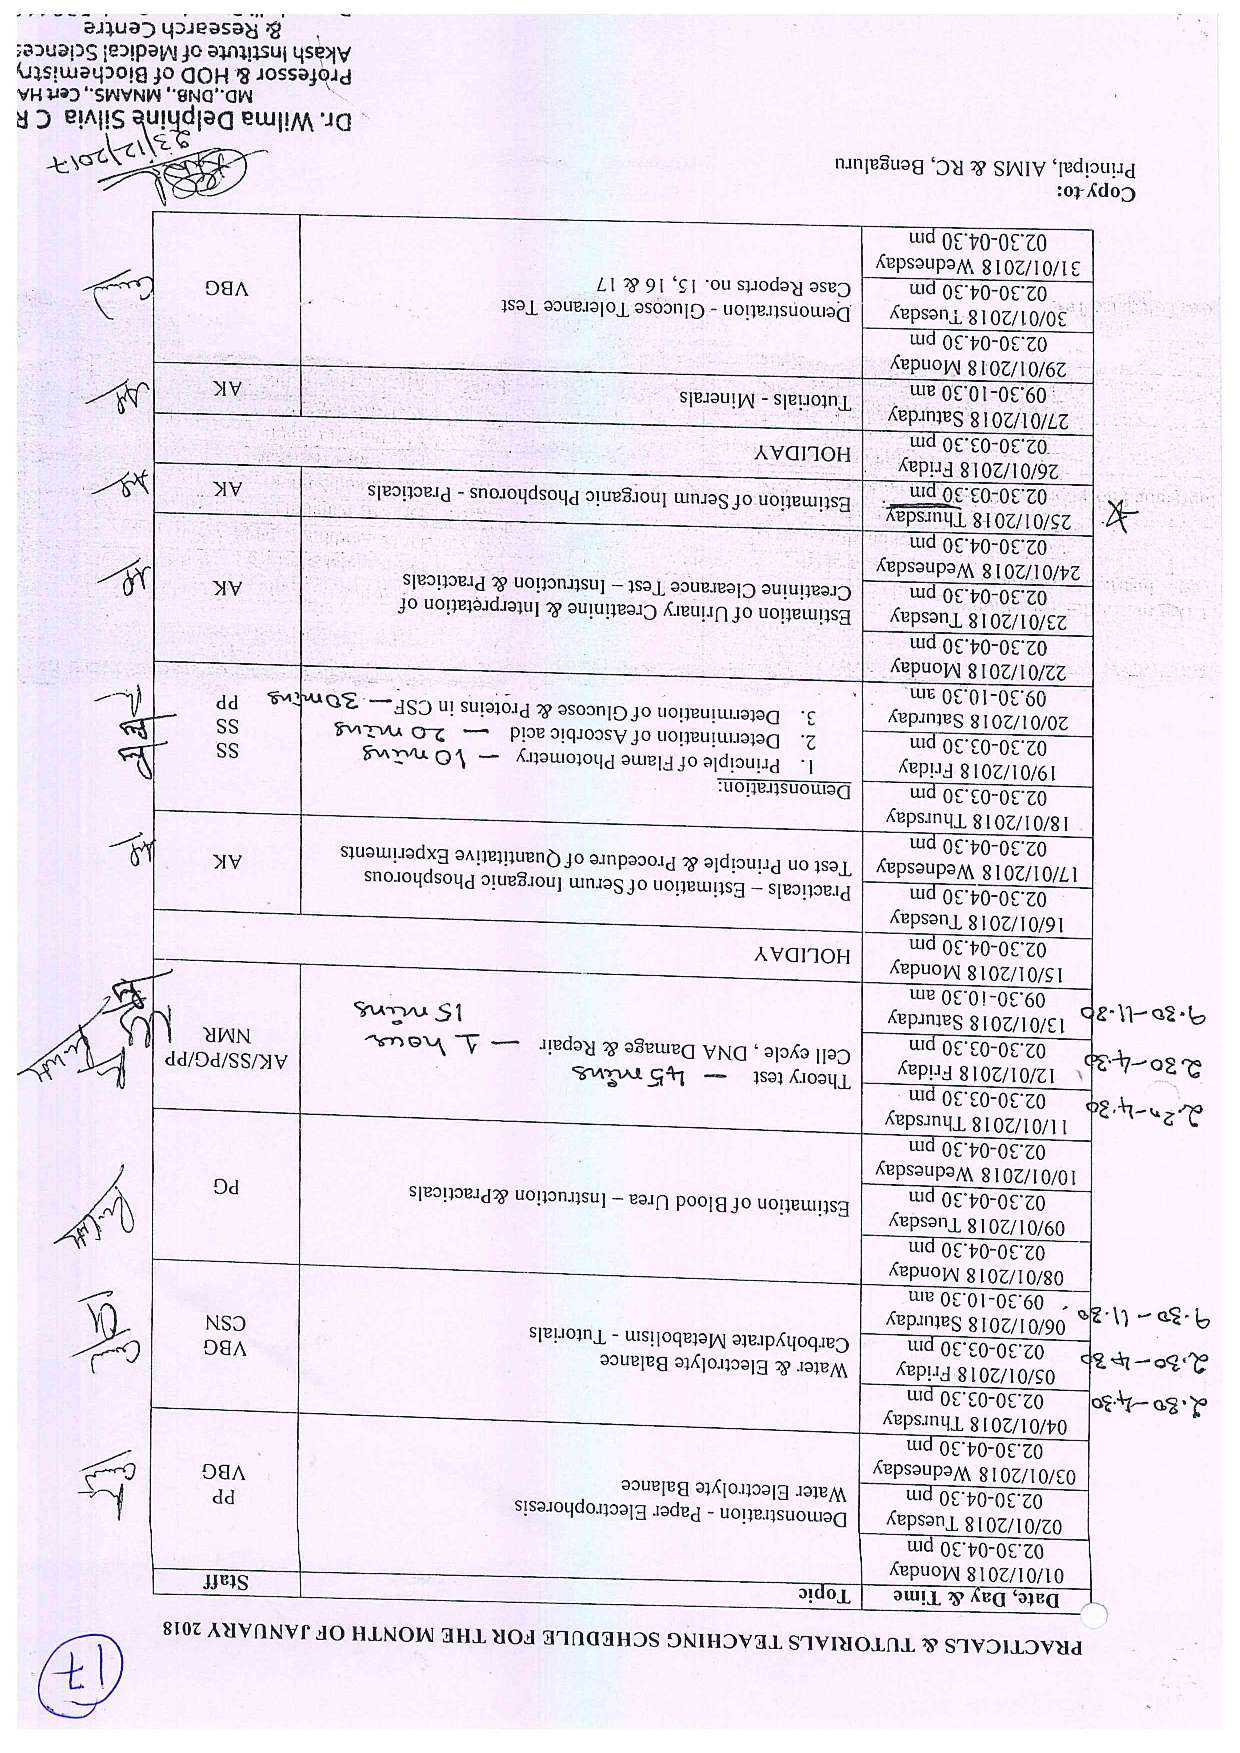 17
PRACTICALS & TUTORIALS TEACHING SCHEDULE FOR THE MONTH OF JANUARY 2018
Date, Day & Time Topic Staff
01/01/2018 Monday
02.30-04.30 pm
02/01/2018 Tuesday
02.30-04.30 pm
03/01/2018 Wednesday
02.30-04.30 pm
Demonstration - Paper Electrophoresis PP
Water Electrolyte Balance VBG
04/01/2018 Thursday
02.30-03.30 pm
2.30-4.30
05/01/2018 Friday
02.30-03.30 pm
2.30-4.30
06/01/2018 Saturday
09.30-10.30 am
9.30-11.30
Water & Electrolyte Balance VBG
Carbohydrate Metabolism - Tutorials CSN
08/01/2018 Monday
02.30-04.30 pm
09/01/2018 Tuesday
02.30-04.30 pm
10/01/2018 Wednesday
02.30-04.30 pm
Estimation of Blood Urea – Instruction &Practicals PG
11/01/2018 Thursday
02.30-03.30 pm
12/01/2018 Friday
02.30-03.30 pm
2.30-4.30
13/01/2018 Saturday
09.30-10.30 am
9.30-11.30
Theory test — 45 mins
Cell cycle , DNA Damage & Repair — 1 hour
15 mins
AK/SS/PG/PP
NMR
15/01/2018 Monday
02.30-04.30 pm
HOLIDAY
16/01/2018 Tuesday
02.30-04.30 pm
17/01/2018 Wednesday
02.30-04.30 pm
Practicals – Estimation of Serum Inorganic Phosphorous
Test on Principle & Procedure of Quantitative Experiments
AK
18/01/2018 Thursday
02.30-03.30 pm
19/01/2018 Friday
02.30-03.30 pm
20/01/2018 Saturday
09.30-10.30 am
Demonstration:
1. Principle of Flame Photometry — 10 mins SS
2. Determination of Ascorbic acid — 20 mins SS
3. Determination of Glucose & Proteins in CSF — 30 mins PP
22/01/2018 Monday
02.30-04.30 pm
23/01/2018 Tuesday
02.30-04.30 pm
24/01/2018 Wednesday
02.30-04.30 pm
Estimation of Urinary Creatinine & Interpretation of
Creatinine Clearance Test – Instruction & Practicals
AK
25/01/2018 Thursday
02.30-03.30 pm
Estimation of Serum Inorganic Phosphorous - Practicals AK
26/01/2018 Friday
02.30-03.30 pm
HOLIDAY
27/01/2018 Saturday
09.30-10.30 am
Tutorials - Minerals AK
29/01/2018 Monday
02.30-04.30 pm
30/01/2018 Tuesday
02.30-04.30 pm
31/01/2018 Wednesday
02.30-04.30 pm
Demonstration - Glucose Tolerance Test
Case Reports no. 15, 16 & 17
VBG
Copy to:
Principal, AIMS & RC, Bengaluru
23/12/2017
Dr. Wilma Delphine Silvia C R
MD.,DNB., MNAMS., Cert HA
Professor & HOD of Biochemistry
Akash Institute of Medical Sciences
& Research Centre